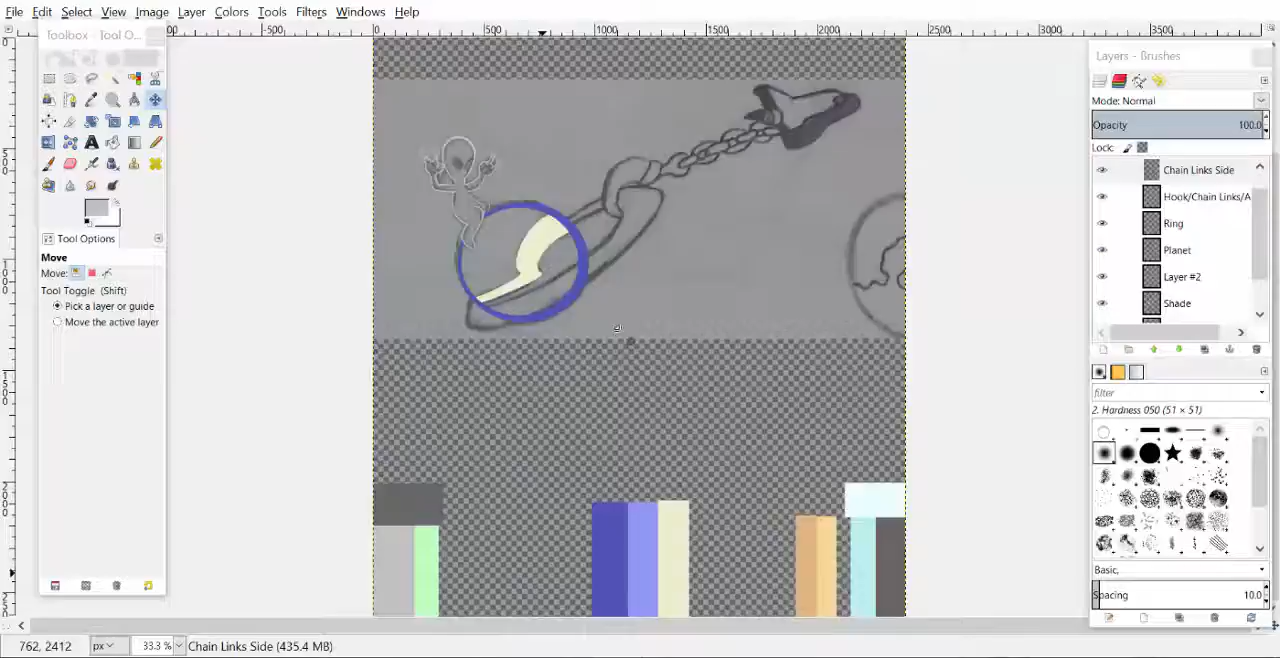 File Edit Select View Image Layer Colors Tools Filters Windows Help
Toolbox - Tool O...
-500 500 1000 1500 2000 2500 3000 3500
Layers - Brushes
Mode: Normal
Opacity 100.0
Lock:
Chain Links Side
Hook/Chain Links/A
Ring
Planet
Layer #2
Shade
Tool Options
Move
Move:
Tool Toggle (Shift)
Pick a layer or guide
Move the active layer
filter
2. Hardness 050 (51 × 51)
Basic,
Spacing 10.0
762, 2412 px 33.3 % Chain Links Side (435.4 MB)